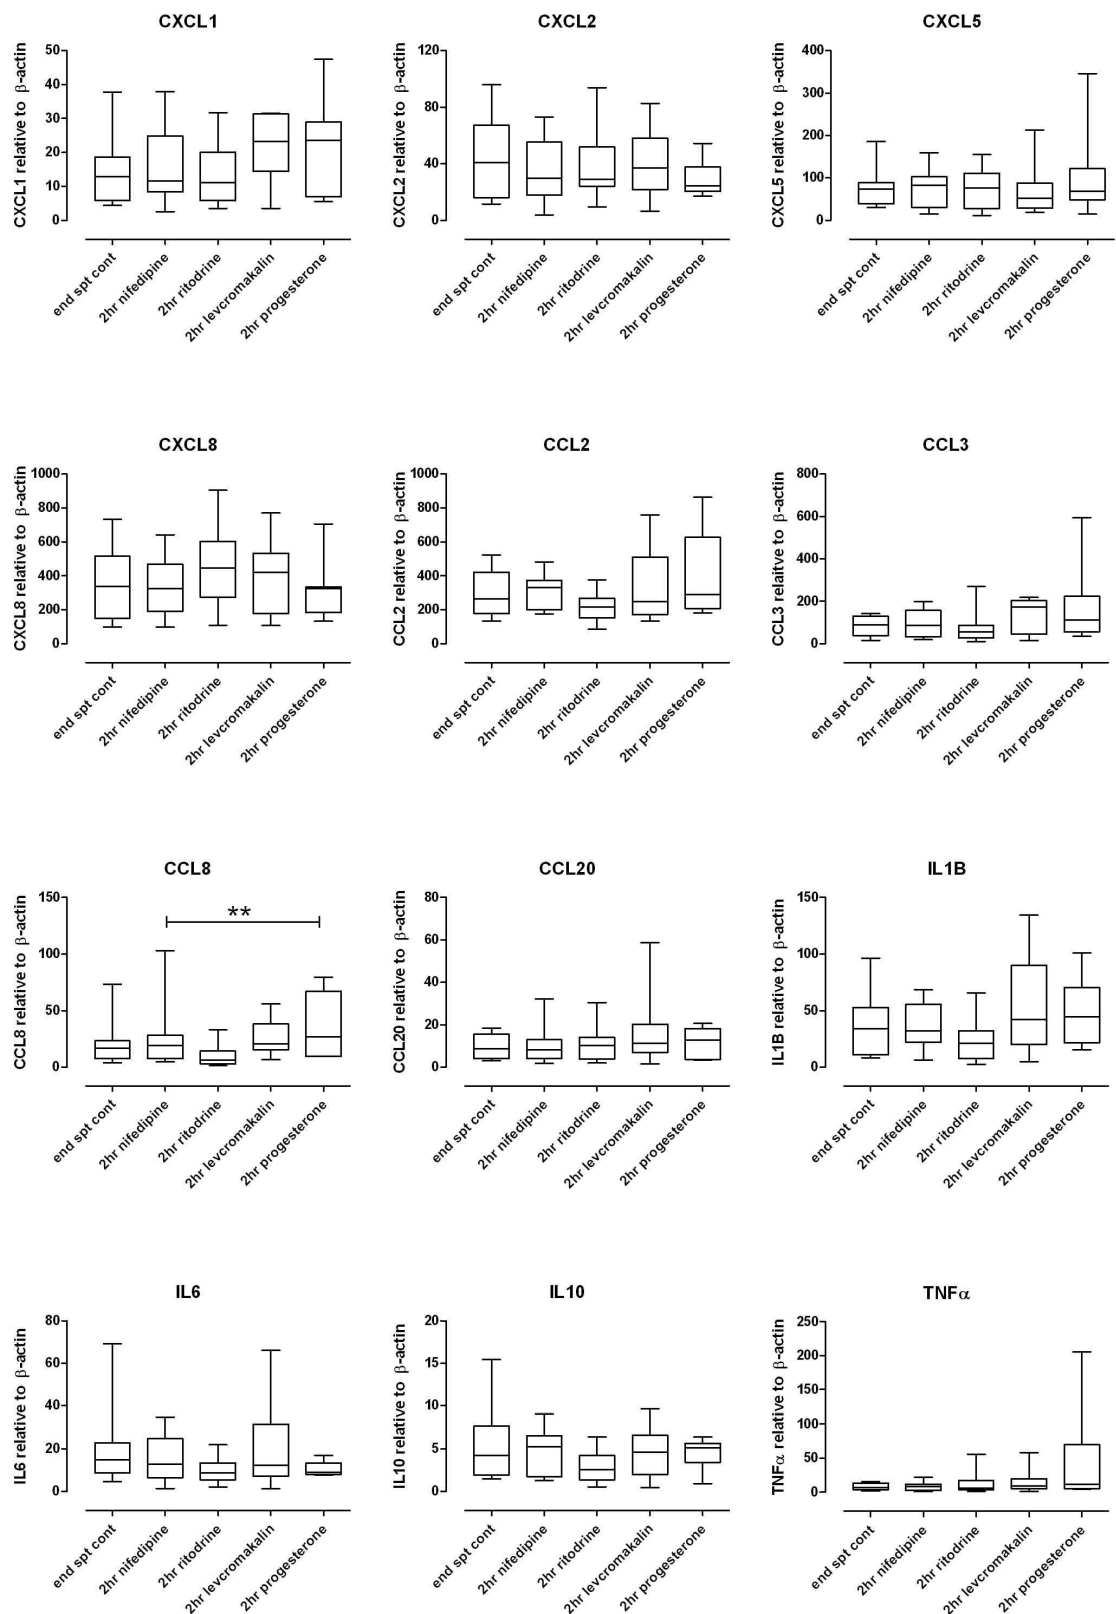 CXCL1
CXCL1 relative to β-actin
50
40
30
20
10
0
end spt cont
2hr nifedipine
2hr ritodrine
2hr levcromakalin
2hr progesterone
CXCL2
CXCL2 relative to β-actin
120
80
40
0
end spt cont
2hr nifedipine
2hr ritodrine
2hr levcromakalin
2hr progesterone
CXCL5
CXCL5 relative to β-actin
400
300
200
100
0
end spt cont
2hr nifedipine
2hr ritodrine
2hr levcromakalin
2hr progesterone
CXCL8
CXCL8 relative to β-actin
1000
800
600
400
200
0
end spt cont
2hr nifedipine
2hr ritodrine
2hr levcromakalin
2hr progesterone
CCL2
CCL2 relative to β-actin
1000
800
600
400
200
0
end spt cont
2hr nifedipine
2hr ritodrine
2hr levcromakalin
2hr progesterone
CCL3
CCL3 relative to β-actin
800
600
400
200
0
end spt cont
2hr nifedipine
2hr ritodrine
2hr levcromakalin
2hr progesterone
CCL8
CCL8 relative to β-actin
150
100
50
0
**
end spt cont
2hr nifedipine
2hr ritodrine
2hr levcromakalin
2hr progesterone
CCL20
CCL20 relative to β-actin
80
60
40
20
0
end spt cont
2hr nifedipine
2hr ritodrine
2hr levcromakalin
2hr progesterone
IL1B
IL1B relative to β-actin
150
100
50
0
end spt cont
2hr nifedipine
2hr ritodrine
2hr levcromakalin
2hr progesterone
IL6
IL6 relative to β-actin
80
60
40
20
0
end spt cont
2hr nifedipine
2hr ritodrine
2hr levcromakalin
2hr progesterone
IL10
IL10 relative to β-actin
20
15
10
5
0
end spt cont
2hr nifedipine
2hr ritodrine
2hr levcromakalin
2hr progesterone
TNFα
TNFα relative to β-actin
250
200
150
100
50
0
end spt cont
2hr nifedipine
2hr ritodrine
2hr levcromakalin
2hr progesterone